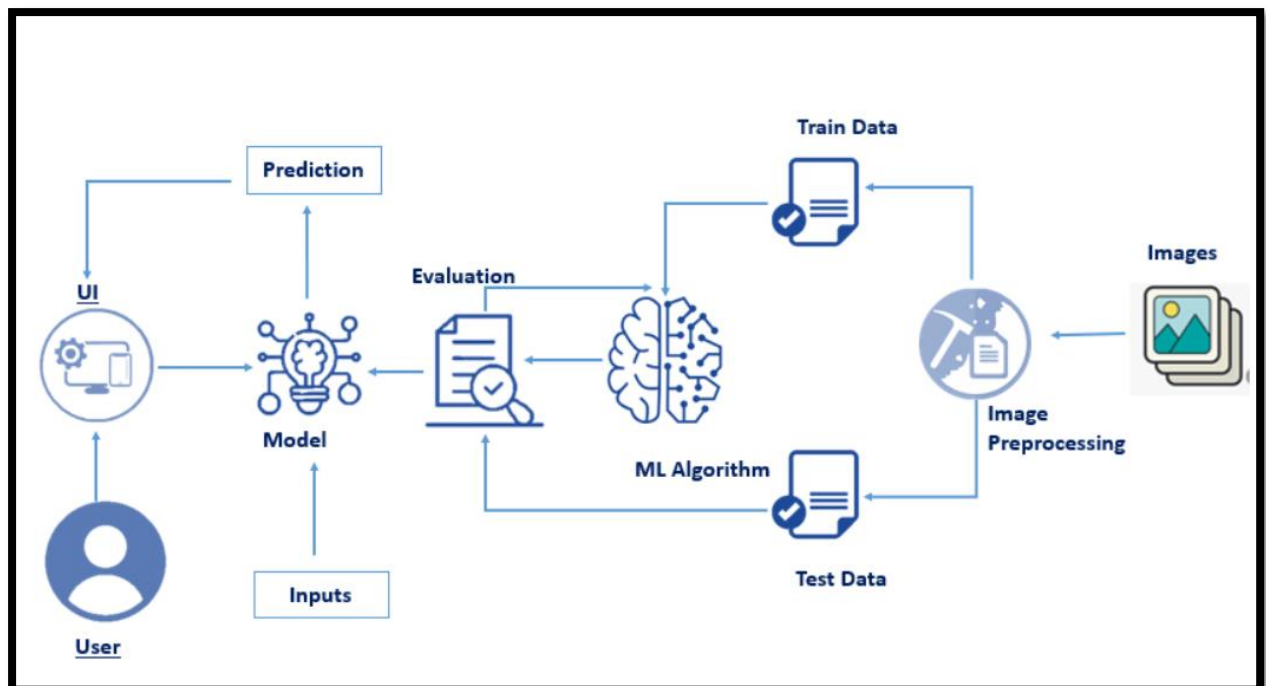 Train Data
Prediction
Images
Evaluation
UI
Image
Preprocessing
Model
ML Algorithm
Test Data
Inputs
User